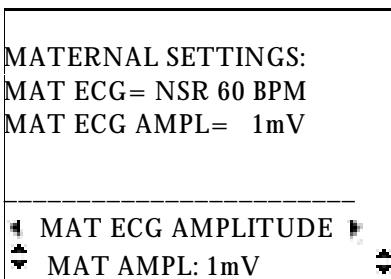 MATERNAL SETTINGS:
MAT ECG= NSR 60 BPM
MAT ECG AMPL= 1mV
MAT ECG AMPLITUDE
MAT AMPL: 1mV